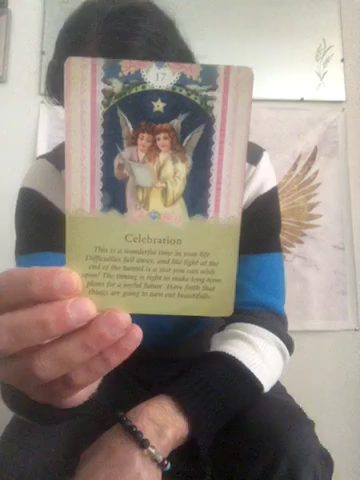 17
Celebration
This is a wonderful time in your life.
Difficulties fall away, and the light at the
end of the tunnel is a star you can wish
upon! The timing is right to make long-term
plans for a joyful future. Have faith that
things are going to turn out beautifully.